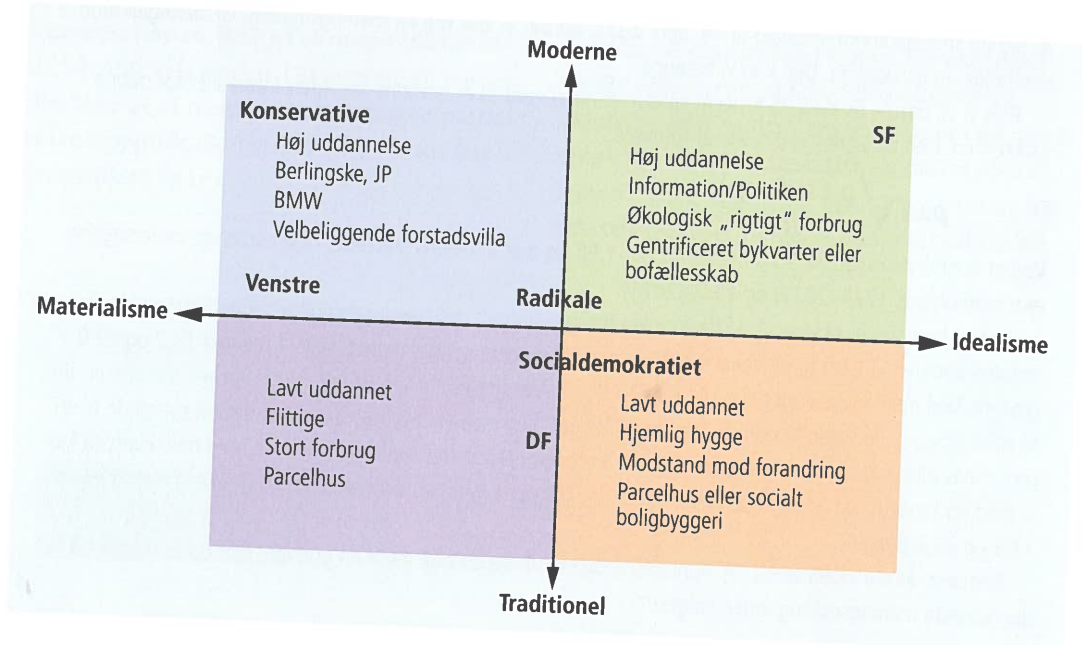 Moderne
Konservative
Høj uddannelse
Berlingske, JP
BMW
Velbeliggende forstadsvilla
Venstre
SF
Høj uddannelse
Information/Politiken
Økologisk „rigtigt“ forbrug
Gentrificeret bykvarter eller
bofællesskab
Radikale
Materialisme
Idealisme
Socialdemokratiet
Lavt uddannet
Flittige
Stort forbrug
Parcelhus
DF
Lavt uddannet
Hjemlig hygge
Modstand mod forandring
Parcelhus eller socialt
boligbyggeri
Traditionel